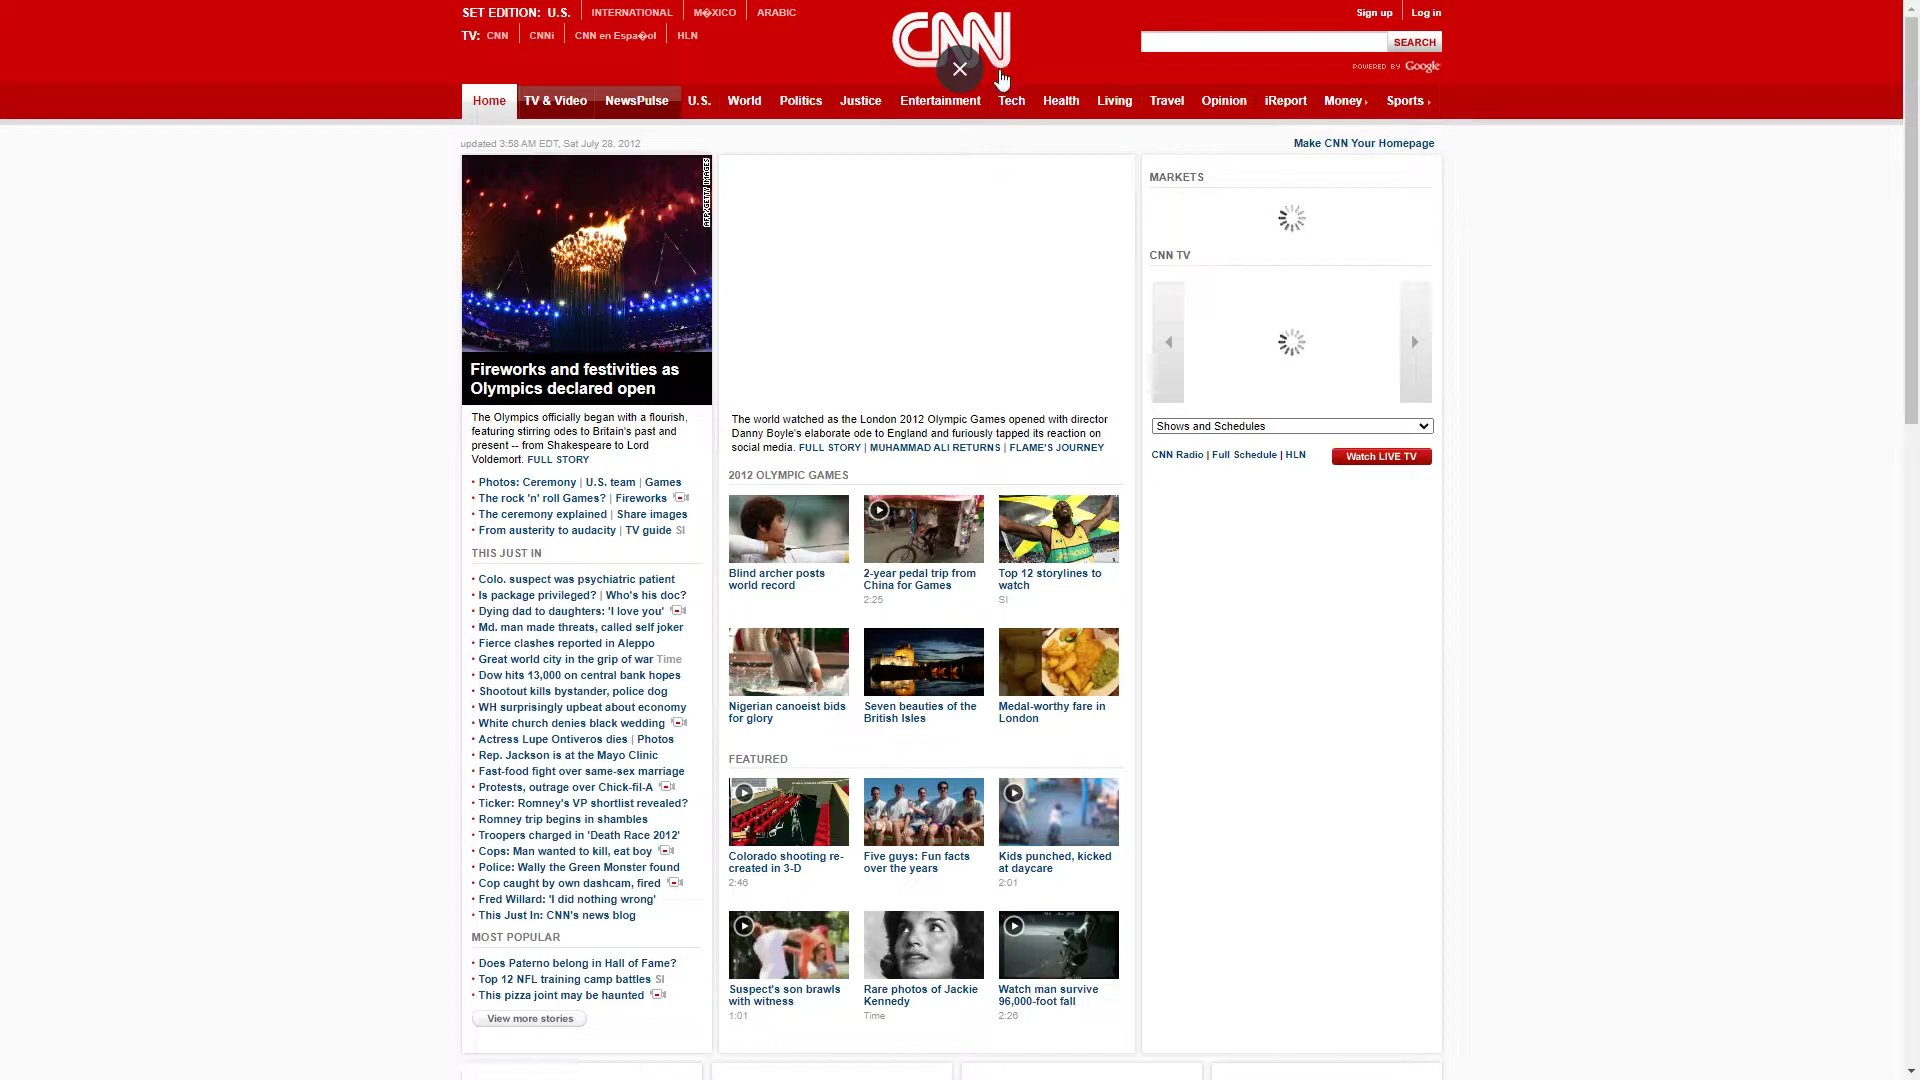 SET EDITION: U.S. INTERNATIONAL M�XICO ARABIC
TV: CNN CNNi CNN en Espa�ol HLN
CNN
Sign up Log in
SEARCH
POWERED BY Google
Home TV & Video NewsPulse U.S. World Politics Justice Entertainment Tech Health Living Travel Opinion iReport Money Sports
updated 3:58 AM EDT, Sat July 28, 2012
Make CNN Your Homepage
AFP/GETTY IMAGES
Fireworks and festivities as
Olympics declared open
The Olympics officially began with a flourish,
featuring stirring odes to Britain's past and
present -- from Shakespeare to Lord
Voldemort. FULL STORY
• Photos: Ceremony | U.S. team | Games
• The rock 'n' roll Games? | Fireworks
• The ceremony explained | Share images
• From austerity to audacity | TV guide SI
THIS JUST IN
• Colo. suspect was psychiatric patient
• Is package privileged? | Who's his doc?
• Dying dad to daughters: 'I love you'
• Md. man made threats, called self joker
• Fierce clashes reported in Aleppo
• Great world city in the grip of war Time
• Dow hits 13,000 on central bank hopes
• Shootout kills bystander, police dog
• WH surprisingly upbeat about economy
• White church denies black wedding
• Actress Lupe Ontiveros dies | Photos
• Rep. Jackson is at the Mayo Clinic
• Fast-food fight over same-sex marriage
• Protests, outrage over Chick-fil-A
• Ticker: Romney's VP shortlist revealed?
• Romney trip begins in shambles
• Troopers charged in 'Death Race 2012'
• Cops: Man wanted to kill, eat boy
• Police: Wally the Green Monster found
• Cop caught by own dashcam, fired
• Fred Willard: 'I did nothing wrong'
• This Just In: CNN's news blog
MOST POPULAR
• Does Paterno belong in Hall of Fame?
• Top 12 NFL training camp battles SI
• This pizza joint may be haunted
View more stories
The world watched as the London 2012 Olympic Games opened with director
Danny Boyle's elaborate ode to England and furiously tapped its reaction on
social media. FULL STORY | MUHAMMAD ALI RETURNS | FLAME'S JOURNEY
2012 OLYMPIC GAMES
Blind archer posts
world record
2-year pedal trip from
China for Games
2:25
Top 12 storylines to
watch
SI
Nigerian canoeist bids
for glory
Seven beauties of the
British Isles
Medal-worthy fare in
London
FEATURED
Colorado shooting re-
created in 3-D
2:46
Five guys: Fun facts
over the years
Kids punched, kicked
at daycare
2:01
Suspect's son brawls
with witness
1:01
Rare photos of Jackie
Kennedy
Time
Watch man survive
96,000-foot fall
2:26
MARKETS
CNN TV
Shows and Schedules
CNN Radio | Full Schedule | HLN
Watch LIVE TV